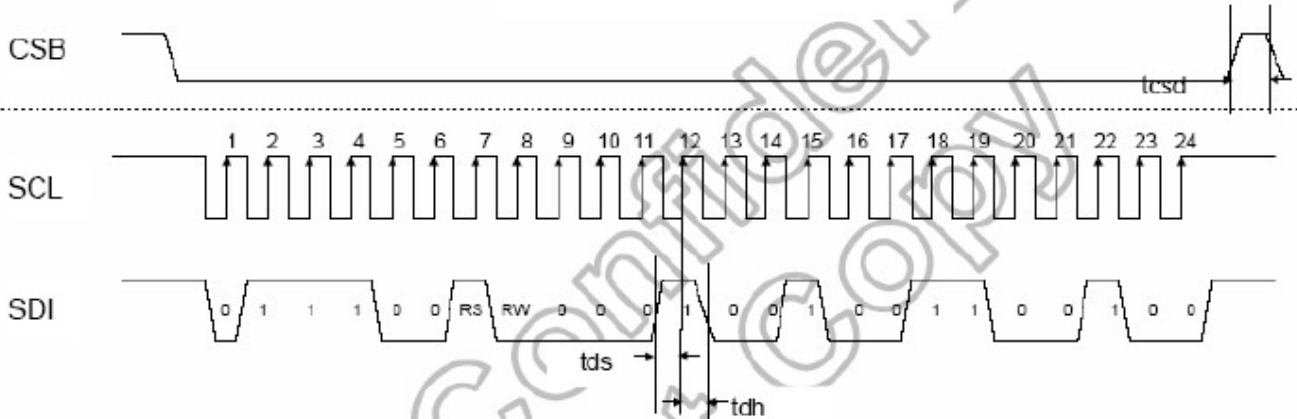 CSB
tcsd
1 2 3 4 5 6 7 8 9 10 11 12 13 14 15 16 17 18 19 20 21 22 23 24
SCL
SDI 0 1 1 1 0 0 RS RW 0 0 0 1 0 0 1 0 0 1 1 0 0 1 0 0
tds
tdh
Copy